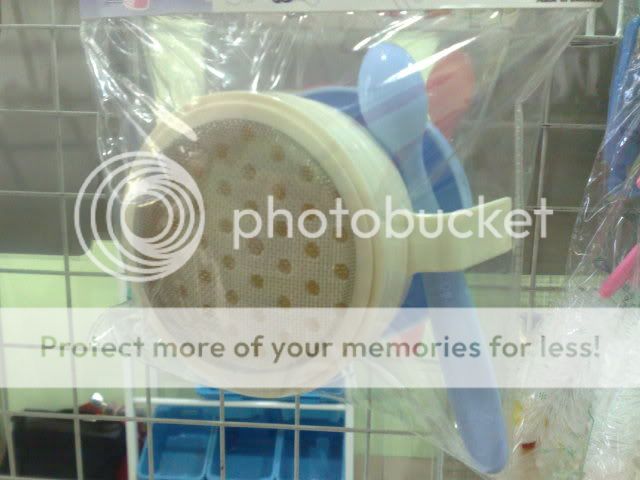 photobucket
Protect more of your memories for less!